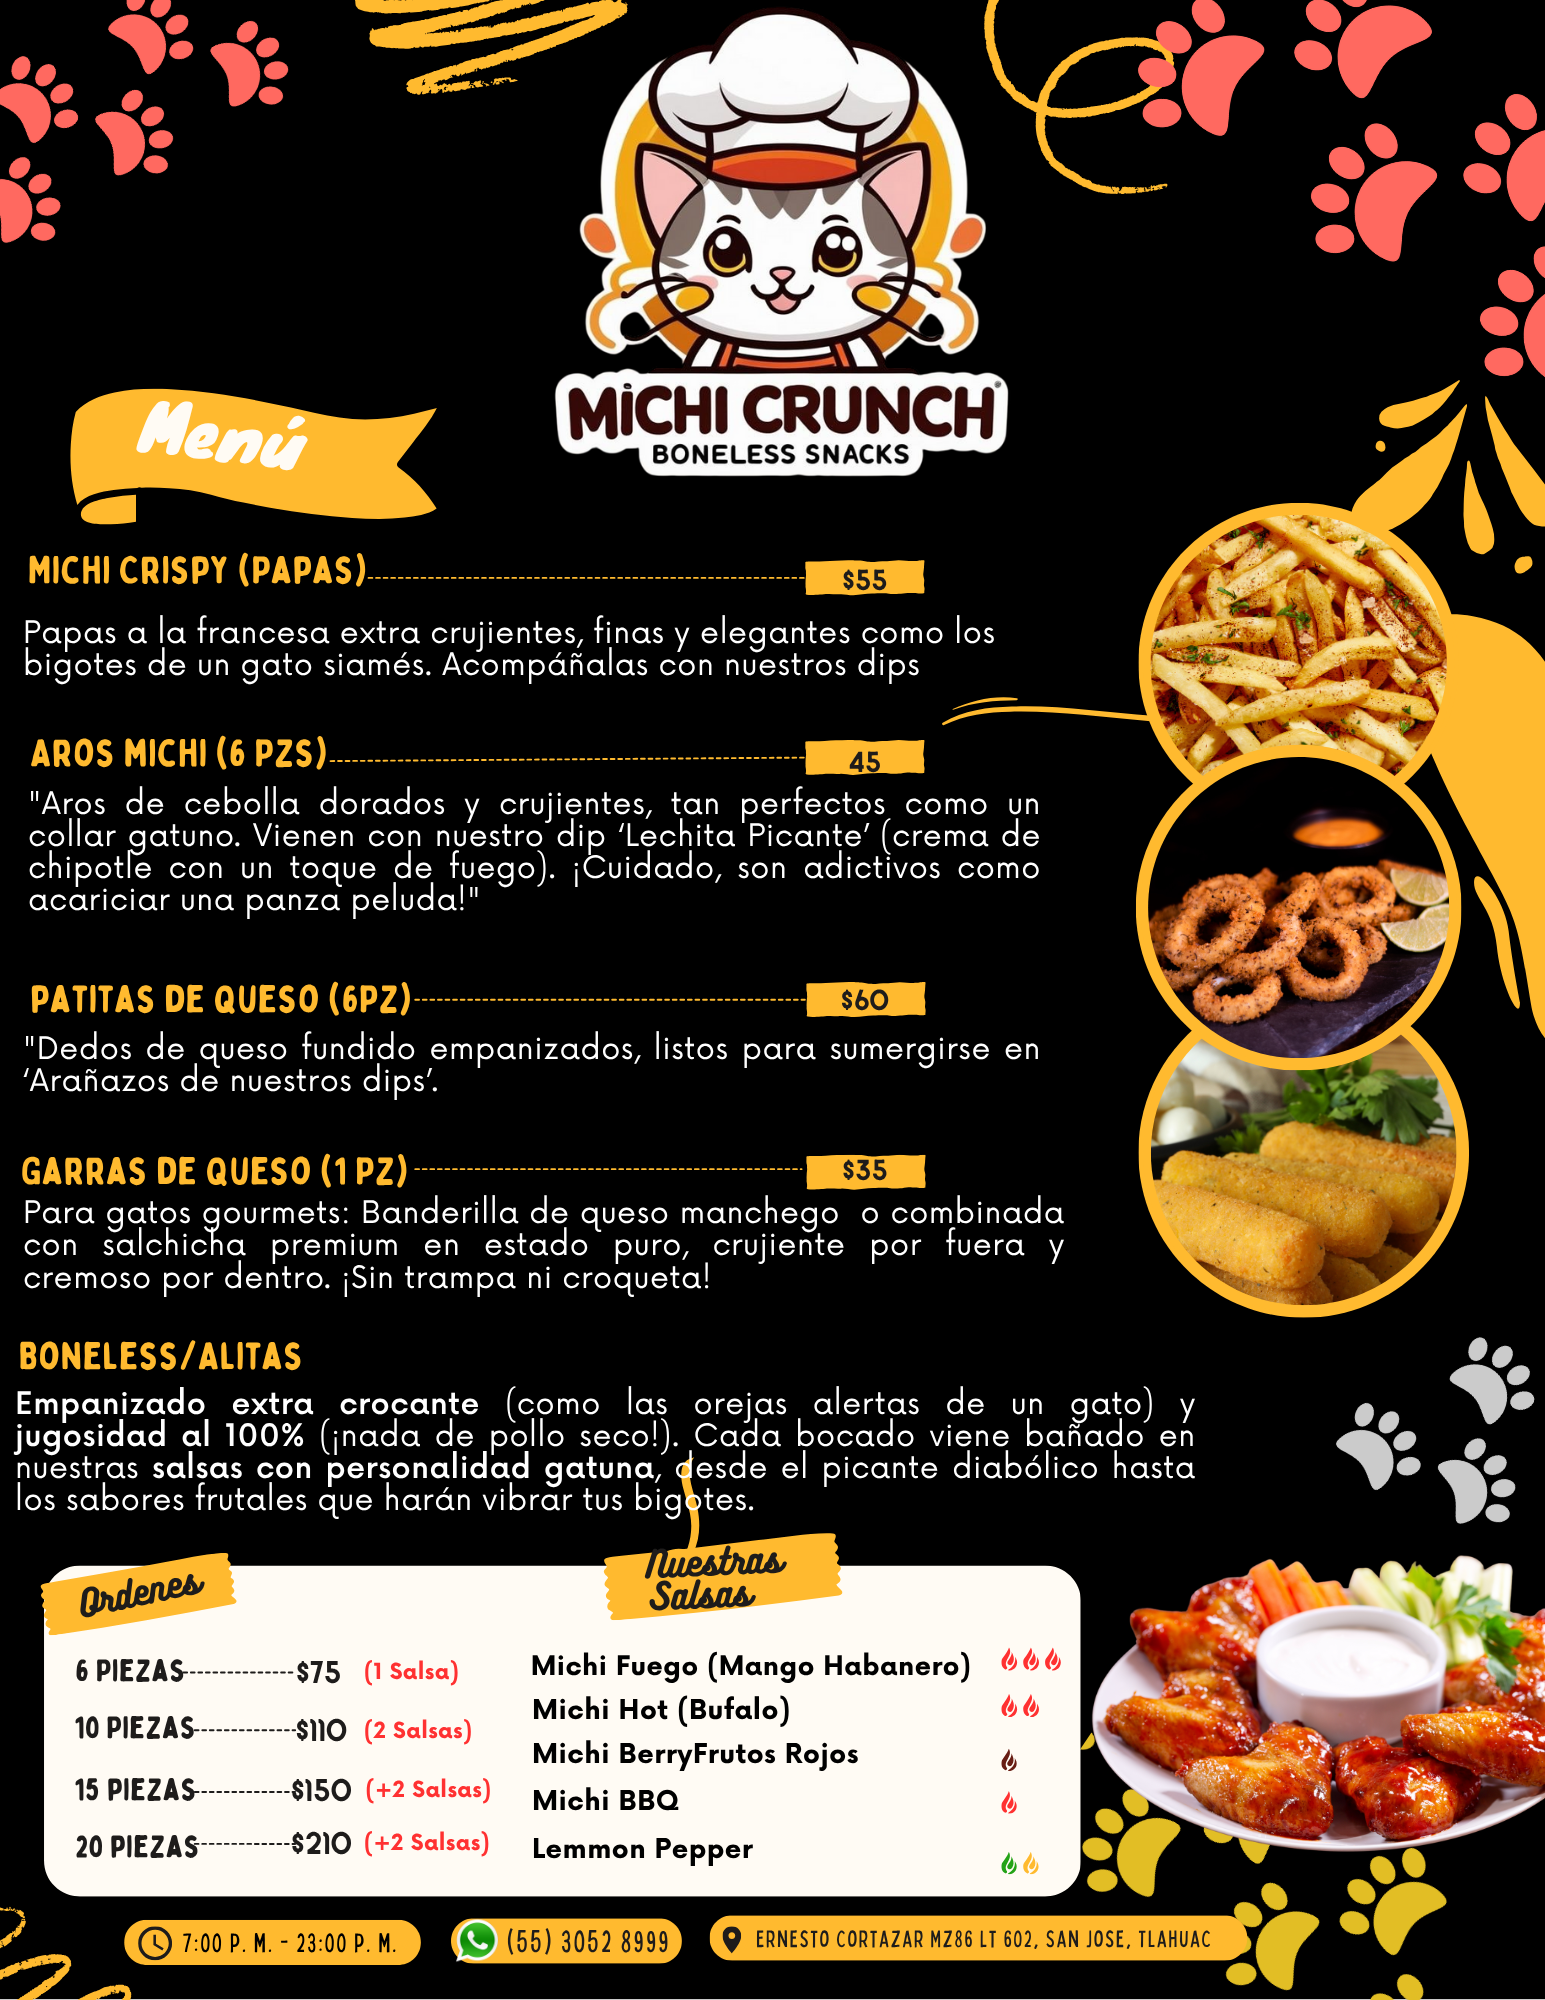 MiCHI CRUNCH
BONELESS SNACKS
Menú
MICHI CRISPY (PAPAS) $55
Papas a la francesa extra crujientes, finas y elegantes como los
bigotes de un gato siamés. Acompáñalas con nuestros dips
AROS MICHI (6 PZS) 45
"Aros de cebolla dorados y crujientes, tan perfectos como un
collar gatuno. Vienen con nuestro dip ‘Lechita Picante’ (crema de
chipotle con un toque de fuego). ¡Cuidado, son adictivos como
acariciar una panza peluda!"
PATITAS DE QUESO (6PZ) $60
"Dedos de queso fundido empanizados, listos para sumergirse en
‘Arañazos de nuestros dips’.
GARRAS DE QUESO (1 PZ) $35
Para gatos gourmets: Banderilla de queso manchego o combinada
con salchicha premium en estado puro, crujiente por fuera y
cremoso por dentro. ¡Sin trampa ni croqueta!
BONELESS/ALITAS
Empanizado extra crocante (como las orejas alertas de un gato) y
jugosidad al 100% (¡nada de pollo seco!). Cada bocado viene bañado en
nuestras salsas con personalidad gatuna, desde el picante diabólico hasta
los sabores frutales que harán vibrar tus bigotes.
Ordenes
6 PIEZAS $75 (1 Salsa)
10 PIEZAS $110 (2 Salsas)
15 PIEZAS $150 (+2 Salsas)
20 PIEZAS $210 (+2 Salsas)
Nuestras
Salsas
Michi Fuego (Mango Habanero)
Michi Hot (Bufalo)
Michi BerryFrutos Rojos
Michi BBQ
Lemmon Pepper
7:00 P. M. - 23:00 P. M.
(55) 3052 8999
ERNESTO CORTAZAR MZ86 LT 602, SAN JOSE, TLAHUAC